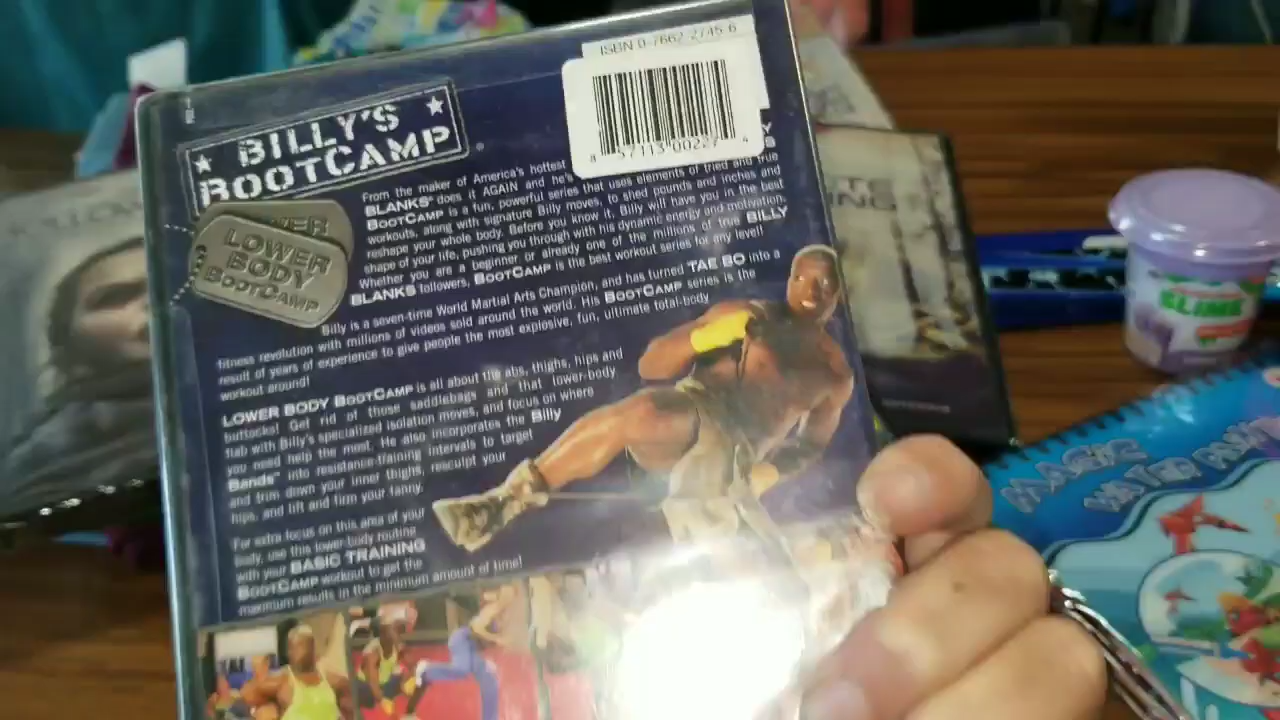 ISBN 0-7662-2745-6
8 57113 00227 4
BILLY'S
BOOTCAMP
LOWER
BODY
BOOTCAMP
From the maker of America's hottest
BLANKS® does it AGAIN and he's
BOOTCAMP is a fun, powerful series that uses elements of tried and true
workouts, along with signature Billy moves, to shed pounds and inches and
reshape your whole body. Before you know it, Billy will have you in the best
shape of your life, pushing you through with his dynamic energy and motivation.
Whether you are a beginner or already one of the millions of true BILLY
BLANKS followers, BOOTCAMP is the best workout series for any level!
Billy is a seven-time World Martial Arts Champion, and has turned TAE BO into a
fitness revolution with millions of videos sold around the world. His BOOTCAMP series is the
result of years of experience to give people the most explosive, fun, ultimate total-body
workout around!
LOWER BODY BOOTCAMP is all about the abs, thighs, hips and
buttocks! Get rid of those saddlebags and that lower-body
flab with Billy's specialized isolation moves, and focus on where
you need help the most. He also incorporates the Billy
Bands™ into resistance-training intervals to target
and trim down your inner thighs, resculpt your
hips, and lift and firm your fanny.
For extra focus on this area of your
body, use this lower-body routine
with your BASIC TRAINING
BOOTCAMP workout to get the
maximum results in the minimum amount of time!
SLIME
MAGIC
WATER